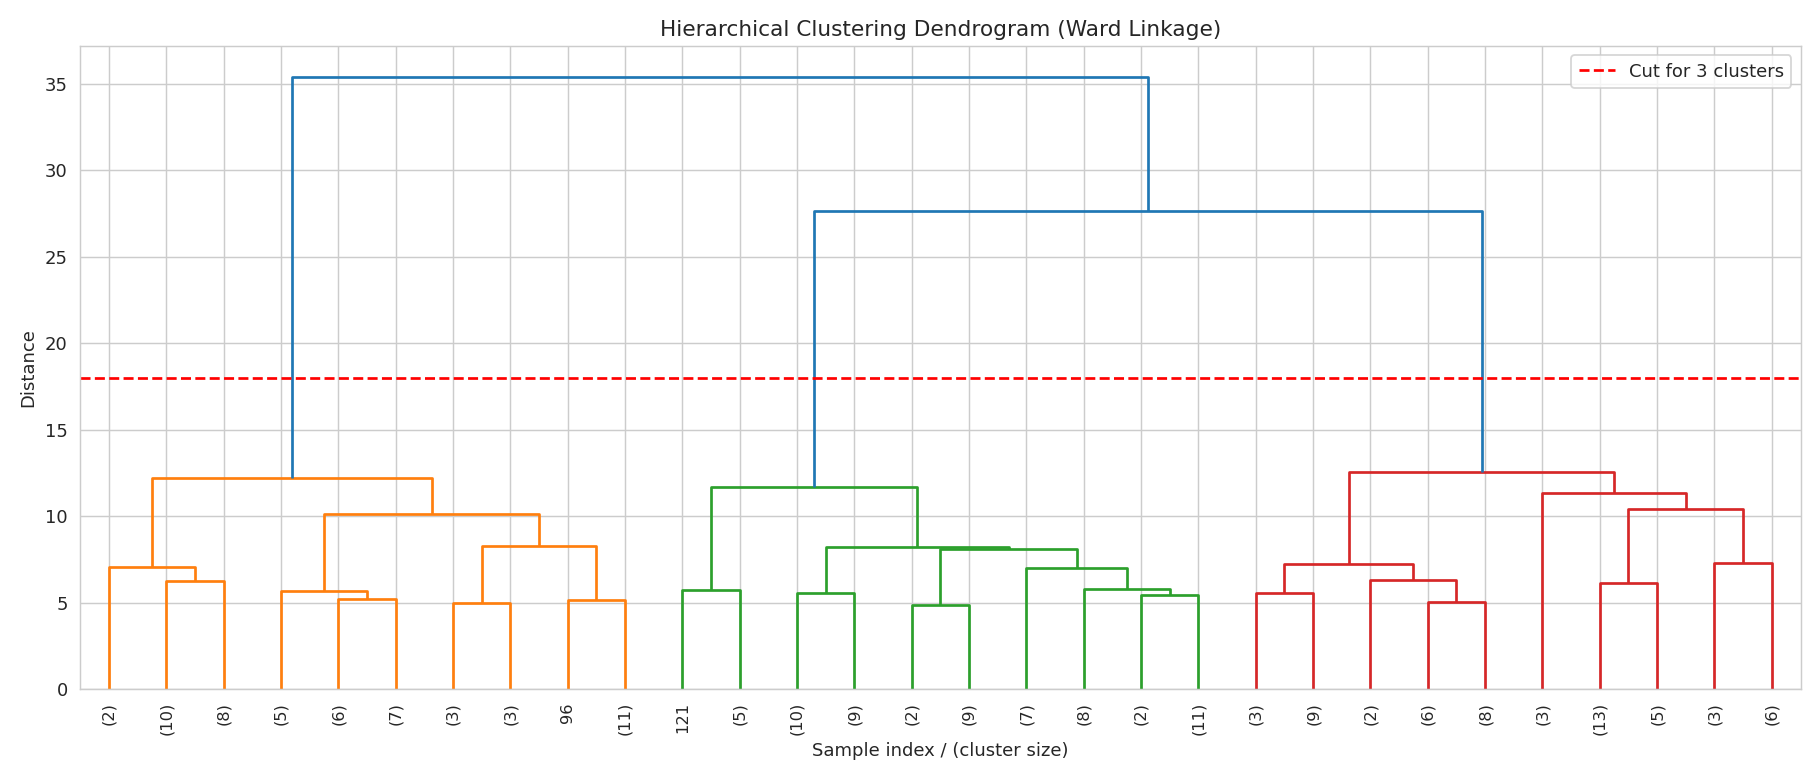 Hierarchical Clustering Dendrogram (Ward Linkage)
Cut for 3 clusters
Distance
35
30
25
20
15
10
5
0
(2) (10) (8) (5) (6) (7) (3) (3) 96 (11) 121 (5) (10) (9) (2) (9) (7) (8) (2) (11) (3) (9) (2) (6) (8) (3) (13) (5) (3) (6)
Sample index / (cluster size)